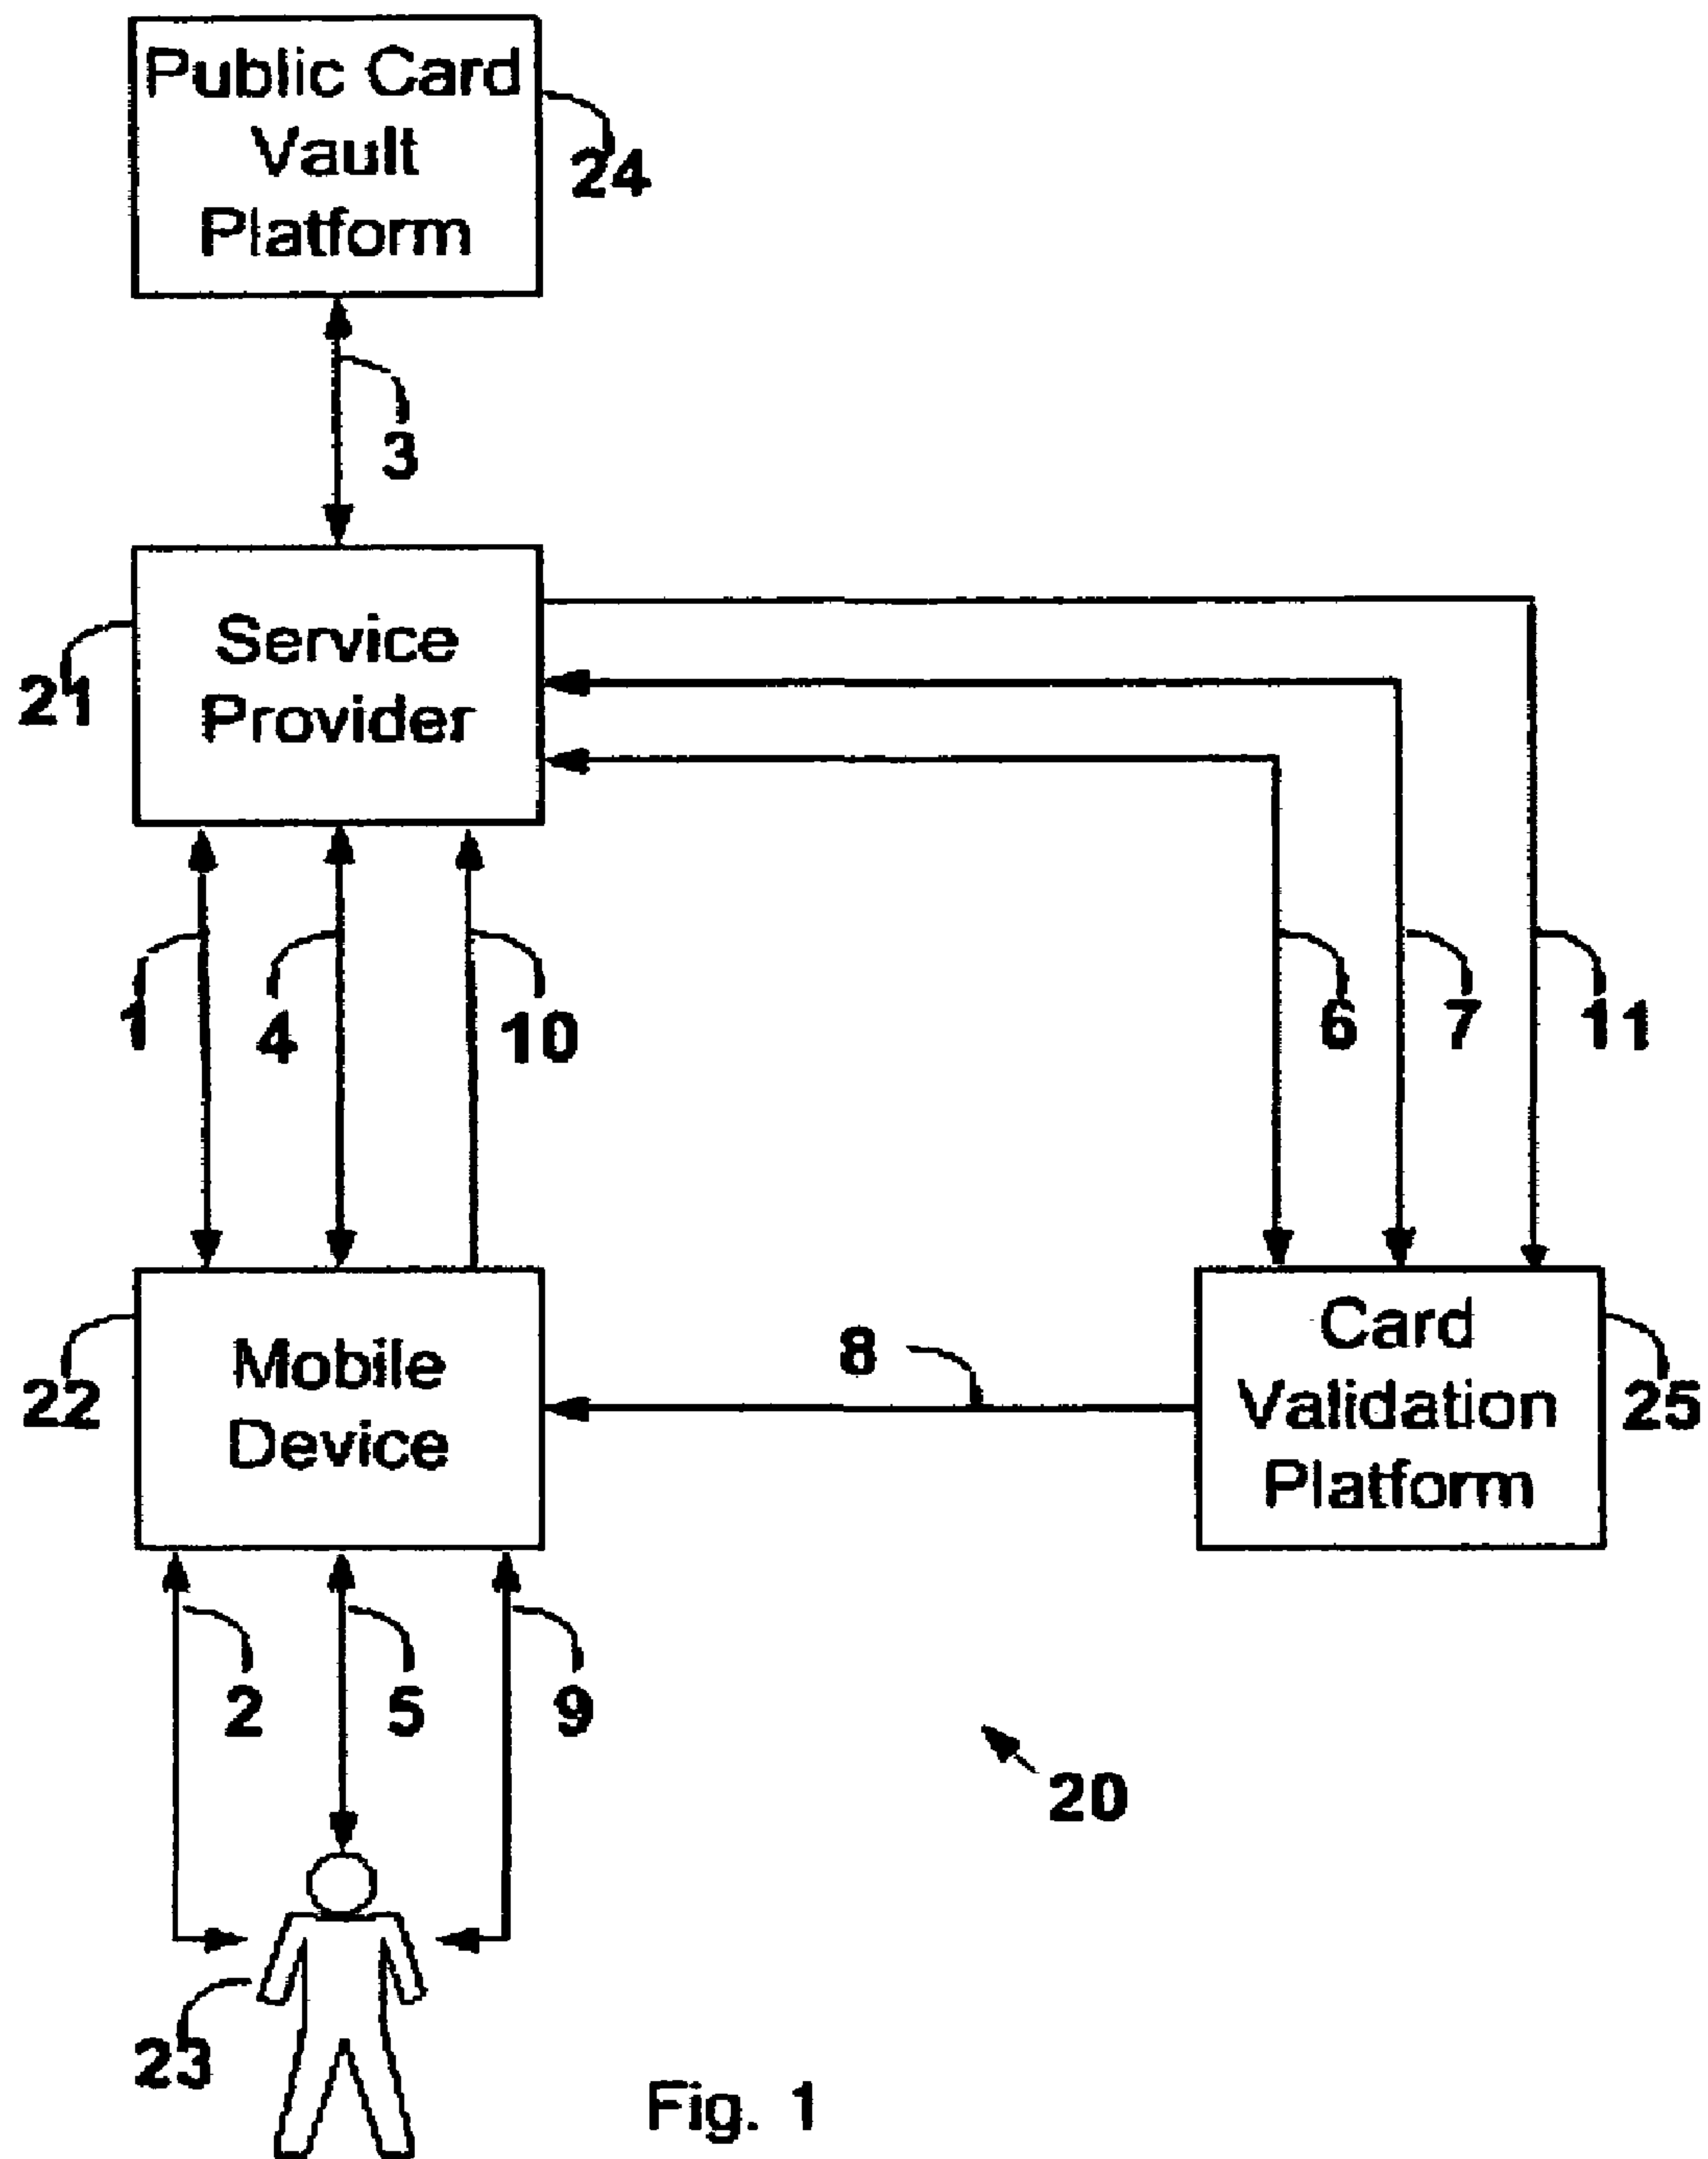 Public Card
Vault
Platform
24
3
Service
Provider
21
1
4
10
6
7
11
Mobile
Device
22
8
Card
Validation
Platform
25
2
5
9
20
23
Fig. 1